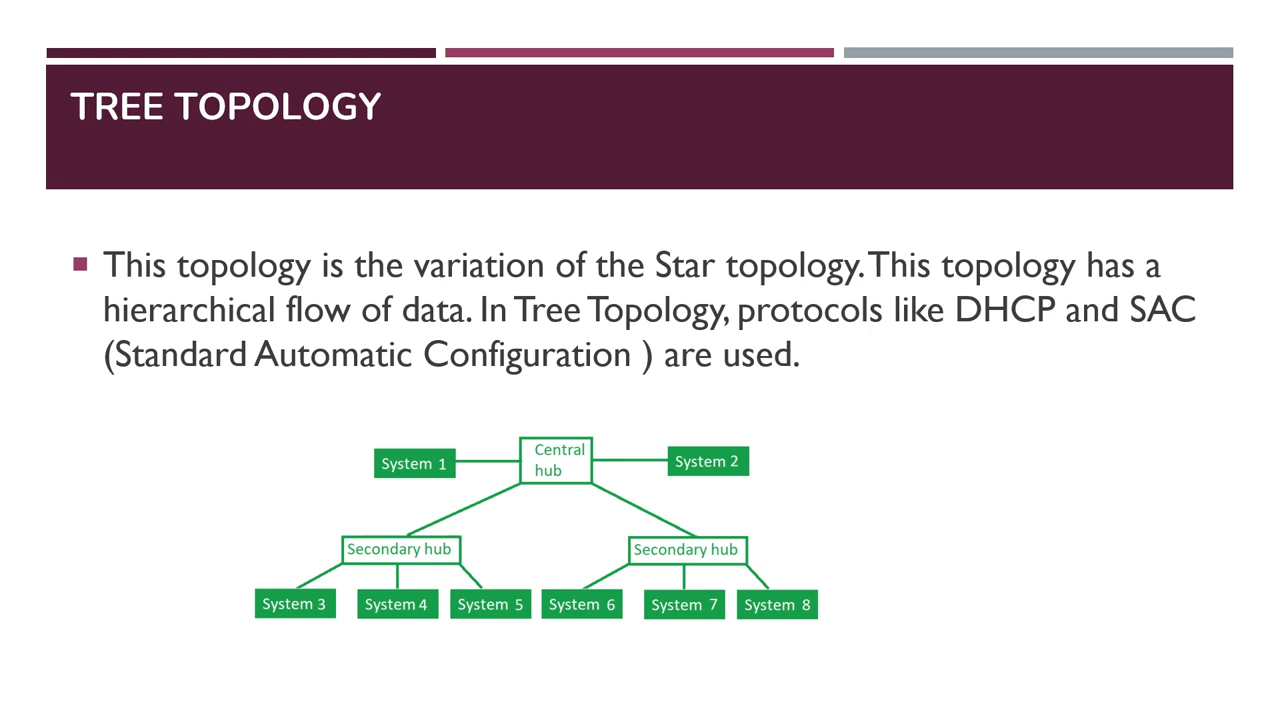 TREE TOPOLOGY
This topology is the variation of the Star topology. This topology has a
hierarchical flow of data. In Tree Topology, protocols like DHCP and SAC
(Standard Automatic Configuration ) are used.
System 1
Central
hub
System 2
Secondary hub
Secondary hub
System 3
System 4
System 5
System 6
System 7
System 8